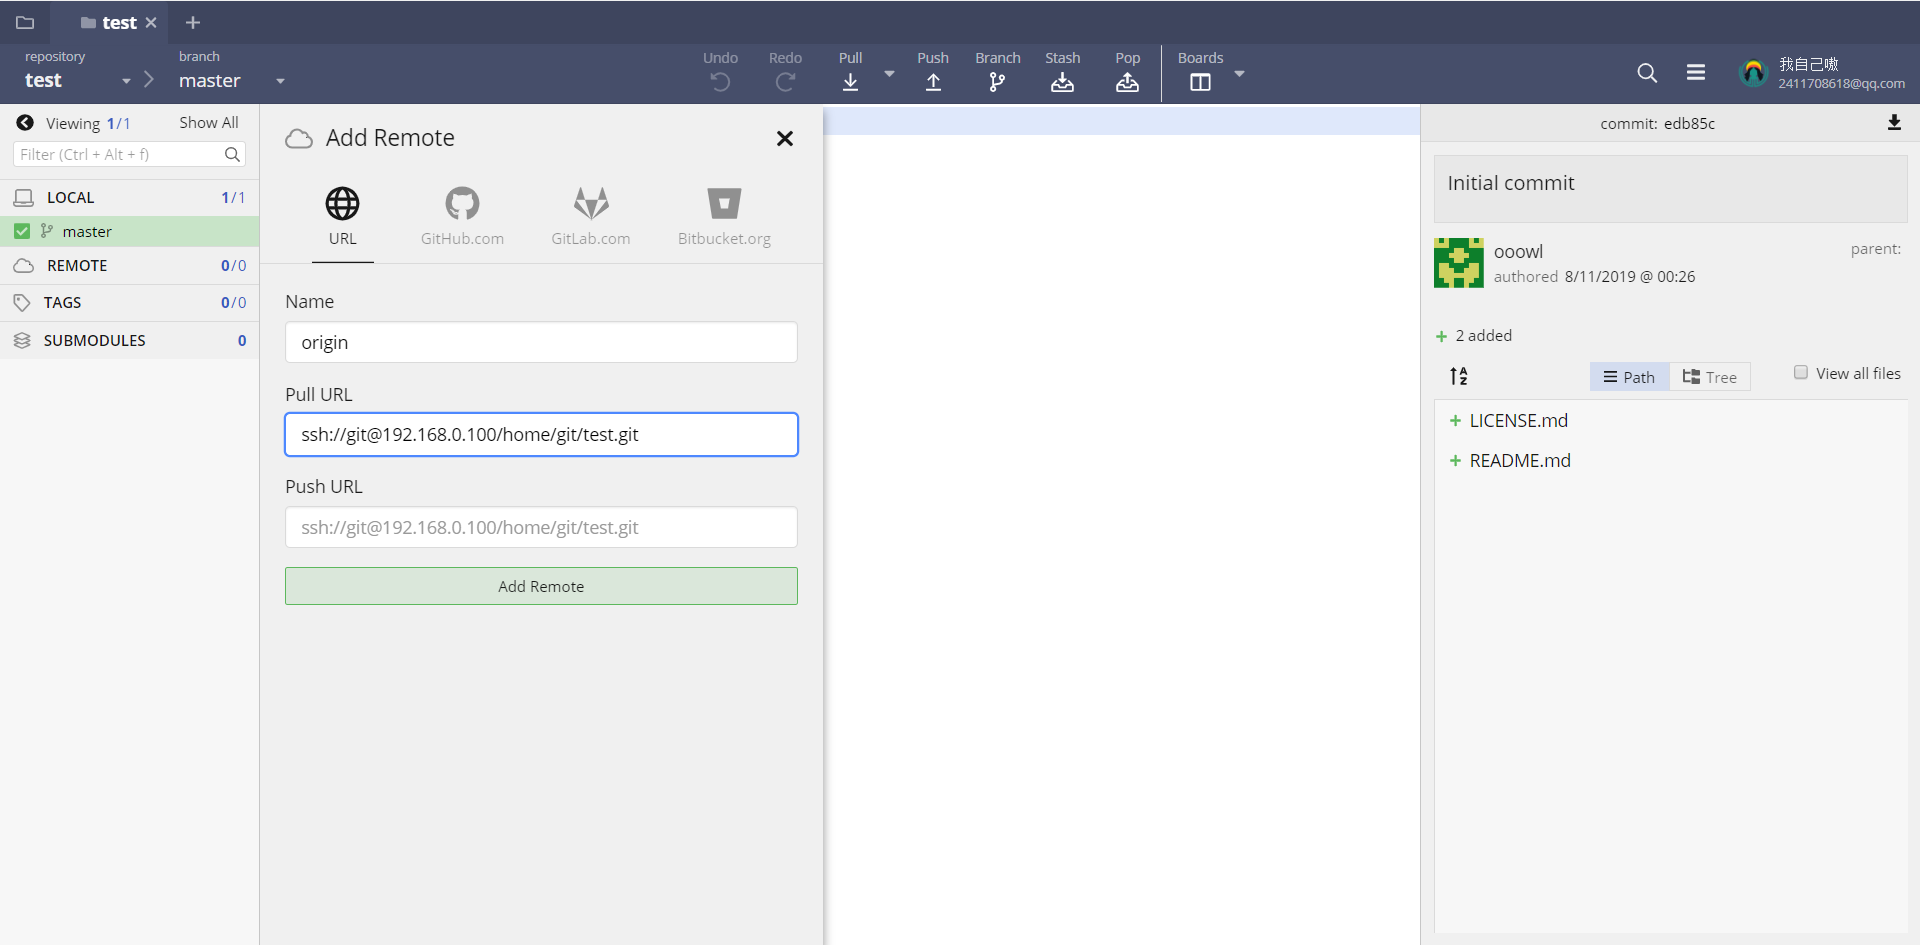 test
repository
test
branch
master
Undo
Redo
Pull
Push
Branch
Stash
Pop
Boards
我自己嗷
2411708618@qq.com
Viewing 1/1
Show All
Filter (Ctrl + Alt + f)
LOCAL 1/1
master
REMOTE 0/0
TAGS 0/0
SUBMODULES 0
Add Remote
URL
GitHub.com
GitLab.com
Bitbucket.org
Name
origin
Pull URL
ssh://git@192.168.0.100/home/git/test.git
Push URL
ssh://git@192.168.0.100/home/git/test.git
Add Remote
commit: edb85c
Initial commit
ooowl
parent:
authored 8/11/2019 @ 00:26
2 added
Path
Tree
View all files
LICENSE.md
README.md